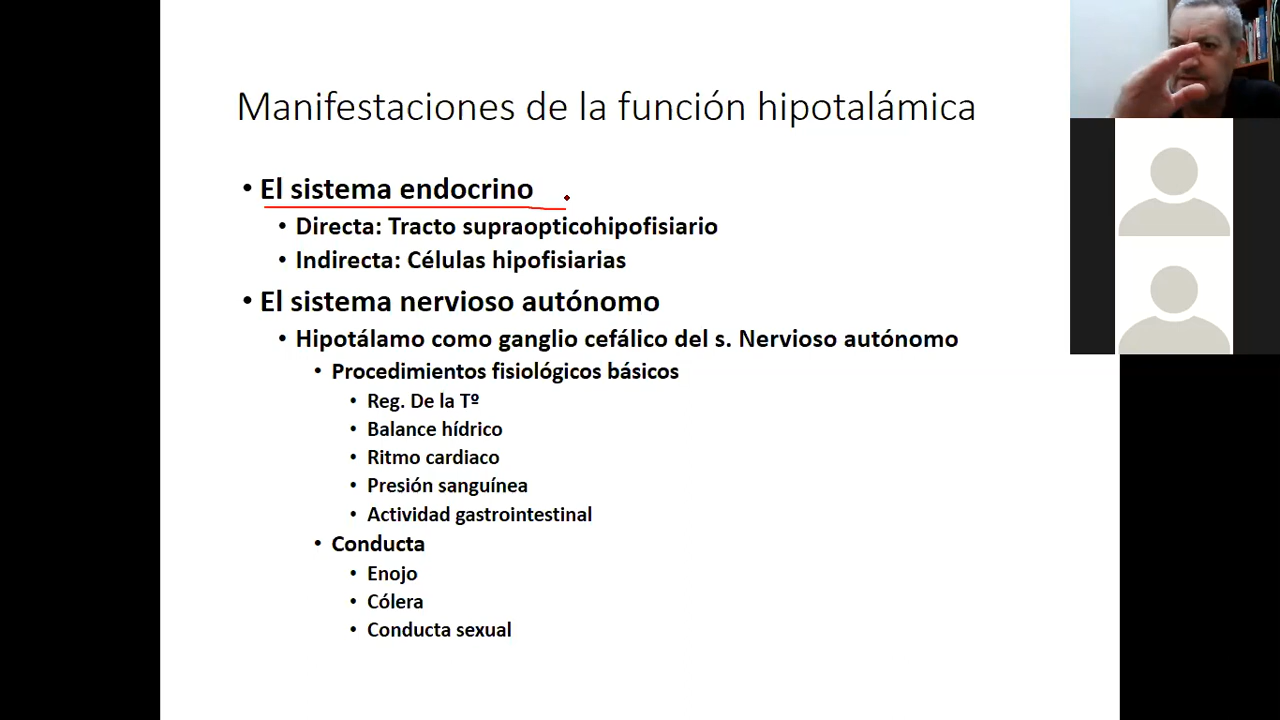 Manifestaciones de la función hipotalámica
• El sistema endocrino
• Directa: Tracto supraopticohipofisiario
• Indirecta: Células hipofisiarias
• El sistema nervioso autónomo
• Hipotálamo como ganglio cefálico del s. Nervioso autónomo
• Procedimientos fisiológicos básicos
• Reg. De la Tº
• Balance hídrico
• Ritmo cardiaco
• Presión sanguínea
• Actividad gastrointestinal
• Conducta
• Enojo
• Cólera
• Conducta sexual